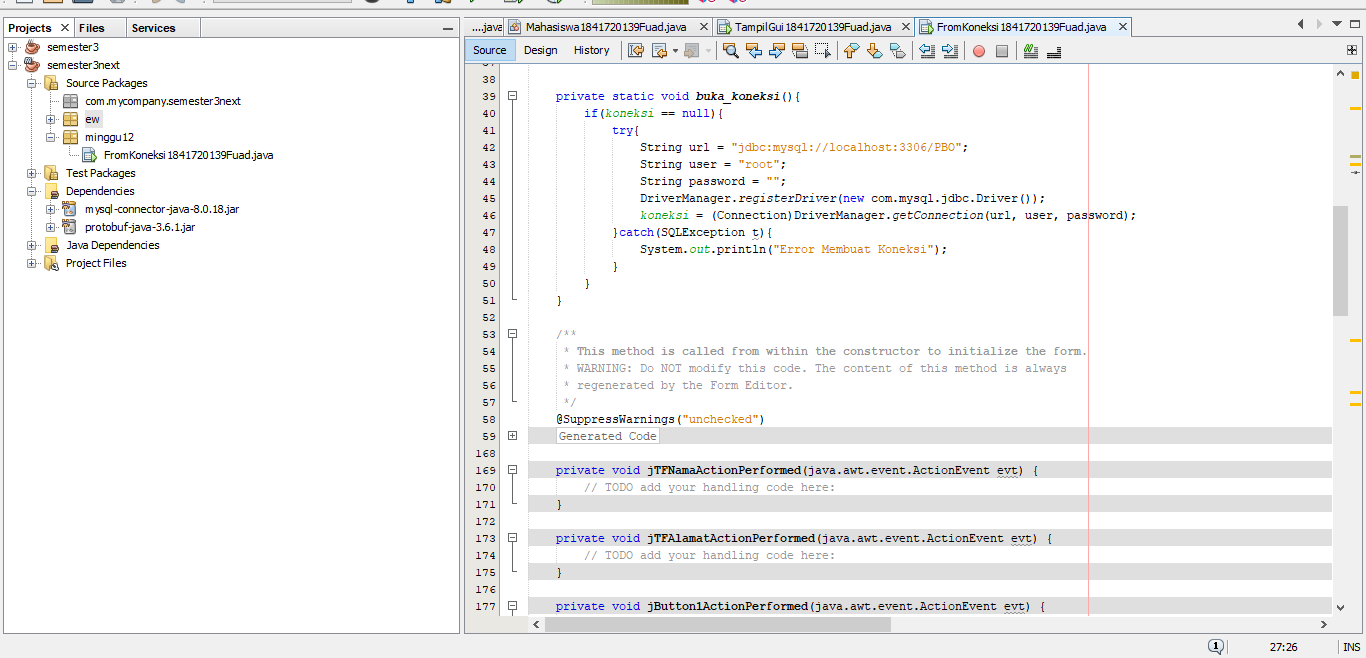 Projects
Files
Services
semester3
semester3next
Source Packages
com.mycompany.semester3next
ew
minggu12
FromKoneksi1841720139Fuad.java
Test Packages
Dependencies
mysql-connector-java-8.0.18.jar
protobuf-java-3.6.1.jar
Java Dependencies
Project Files
....java
Mahasiswa1841720139Fuad.java
TampilGui1841720139Fuad.java
FromKoneksi1841720139Fuad.java
Source
Design
History
38
39 private static void buka_koneksi(){
40 if(koneksi == null){
41 try{
42 String url = "jdbc:mysql://localhost:3306/PBO";
43 String user = "root";
44 String password = "";
45 DriverManager.registerDriver(new com.mysql.jdbc.Driver());
46 koneksi = (Connection)DriverManager.getConnection(url, user, password);
47 }catch(SQLException t){
48 System.out.println("Error Membuat Koneksi");
49 }
50 }
51 }
52
53 /**
54 * This method is called from within the constructor to initialize the form.
55 * WARNING: Do NOT modify this code. The content of this method is always
56 * regenerated by the Form Editor.
57 */
58 @SuppressWarnings("unchecked")
59 Generated Code
168
169 private void jTFNamaActionPerformed(java.awt.event.ActionEvent evt) {
170 // TODO add your handling code here:
171 }
172
173 private void jTFAlamatActionPerformed(java.awt.event.ActionEvent evt) {
174 // TODO add your handling code here:
175 }
176
177 private void jButton1ActionPerformed(java.awt.event.ActionEvent evt) {
1
27:26
INS